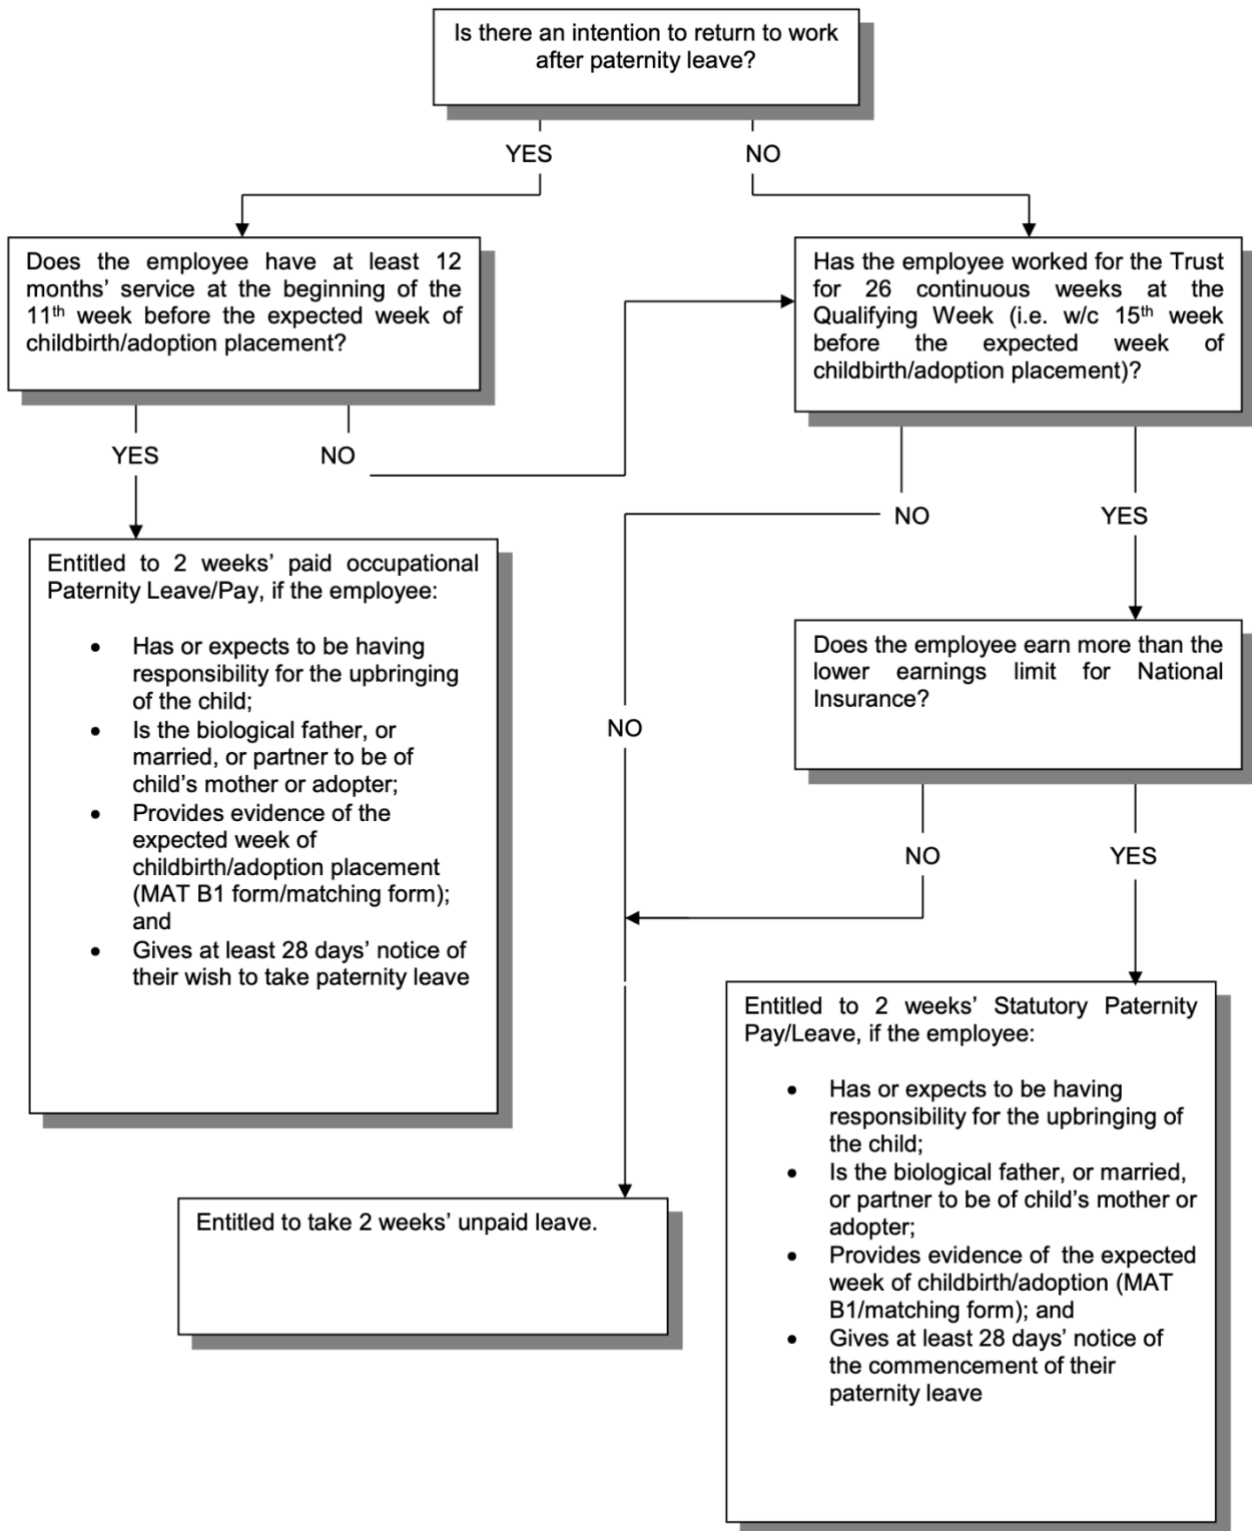 Is there an intention to return to work
after paternity leave?
YES
NO
Does the employee have at least 12
months’ service at the beginning of the
11th week before the expected week of
childbirth/adoption placement?
Has the employee worked for the Trust
for 26 continuous weeks at the
Qualifying Week (i.e. w/c 15th week
before the expected week of
childbirth/adoption placement)?
YES
NO
NO
YES
Entitled to 2 weeks’ paid occupational
Paternity Leave/Pay, if the employee:
• Has or expects to be having
responsibility for the upbringing
of the child;
• Is the biological father, or
married, or partner to be of
child’s mother or adopter;
• Provides evidence of the
expected week of
childbirth/adoption placement
(MAT B1 form/matching form);
and
• Gives at least 28 days’ notice of
their wish to take paternity leave
Does the employee earn more than the
lower earnings limit for National
Insurance?
NO
NO
YES
Entitled to 2 weeks’ Statutory Paternity
Pay/Leave, if the employee:
• Has or expects to be having
responsibility for the upbringing of
the child;
• Is the biological father, or married,
or partner to be of child’s mother or
adopter;
• Provides evidence of the expected
week of childbirth/adoption (MAT
B1/matching form); and
• Gives at least 28 days’ notice of
the commencement of their
paternity leave
Entitled to take 2 weeks’ unpaid leave.